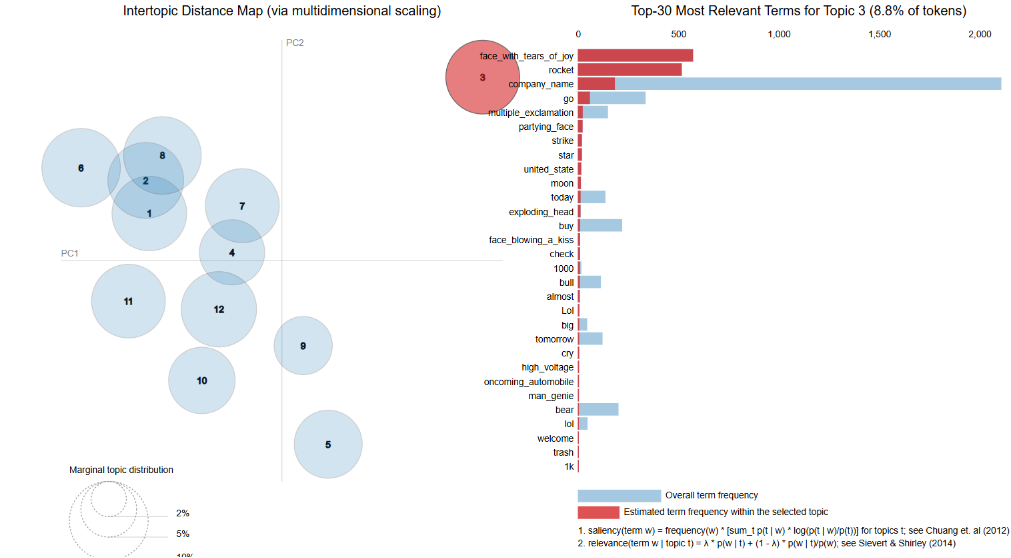 Intertopic Distance Map (via multidimensional scaling)
PC2
PC1
3
6
8
2
1
7
4
11
12
9
10
5
Marginal topic distribution
2%
5%
10%
Top-30 Most Relevant Terms for Topic 3 (8.8% of tokens)
0 500 1,000 1,500 2,000
face_with_tears_of_joy
rocket
company_name
go
multiple_exclamation
partying_face
strike
star
united_state
moon
today
exploding_head
buy
face_blowing_a_kiss
check
1000
bull
almost
Lol
big
tomorrow
cry
high_voltage
oncoming_automobile
man_genie
bear
lol
welcome
trash
1k
Overall term frequency
Estimated term frequency within the selected topic
1. saliency(term w) = frequency(w) * [sum_t p(t | w) * log(p(t | w)/p(t))] for topics t; see Chuang et. al (2012)
2. relevance(term w | topic t) = λ * p(w | t) + (1 - λ) * p(w | t)/p(w); see Sievert & Shirley (2014)